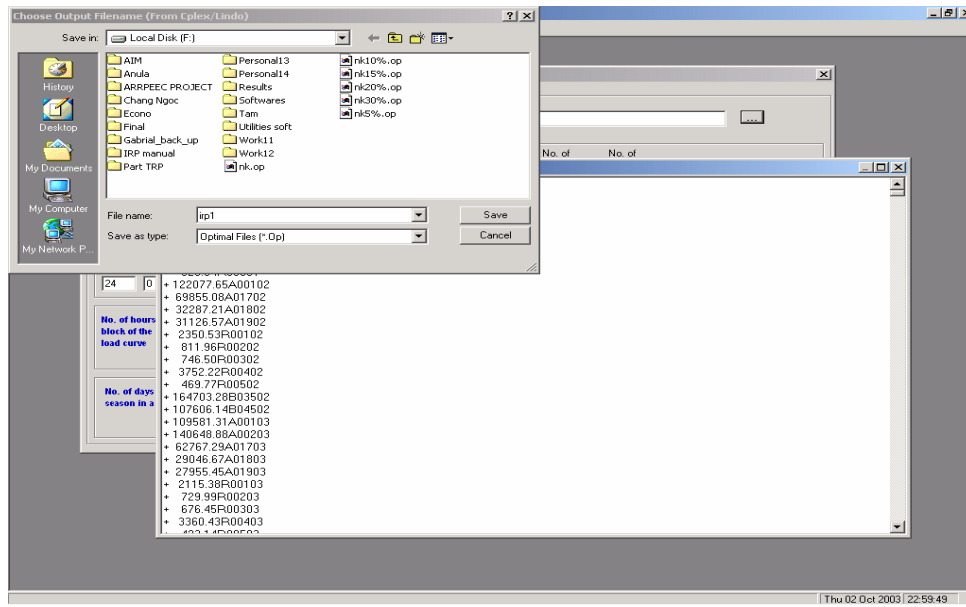 Choose Output Filename (From Cplex/Lindo)
Save in:
Local Disk (F:)
History
Desktop
My Documents
My Computer
My Network P...
AIM
Anula
ARRPEEC PROJECT
Chang Ngoc
Econo
Final
Gabrial_back_up
IRP manual
Part TRP
Personal13
Personal14
Results
Softwares
Tam
Utilities soft
Work11
Work12
nk.op
nk10%.op
nk15%.op
nk20%.op
nk30%.op
nk5%.op
File name:
irp1
Save
Save as type:
Optimal Files (*.Op)
Cancel
...
No. of No. of
24 0
No. of hours
block of the
load curve
No. of days
season in a
+ 122077.65A00102
+ 69855.08A01702
+ 32287.21A01802
+ 31126.57A01902
+ 2350.53R00102
+ 811.96R00202
+ 746.50R00302
+ 3752.22R00402
+ 469.77R00502
+ 164703.28B03502
+ 107606.14B04502
+ 109581.31A00103
+ 140648.88A00203
+ 62767.29A01703
+ 29046.67A01803
+ 27955.45A01903
+ 2115.38R00103
+ 729.99R00203
+ 676.45R00303
+ 3360.43R00403
Thu 02 Oct 2003 22:59:49